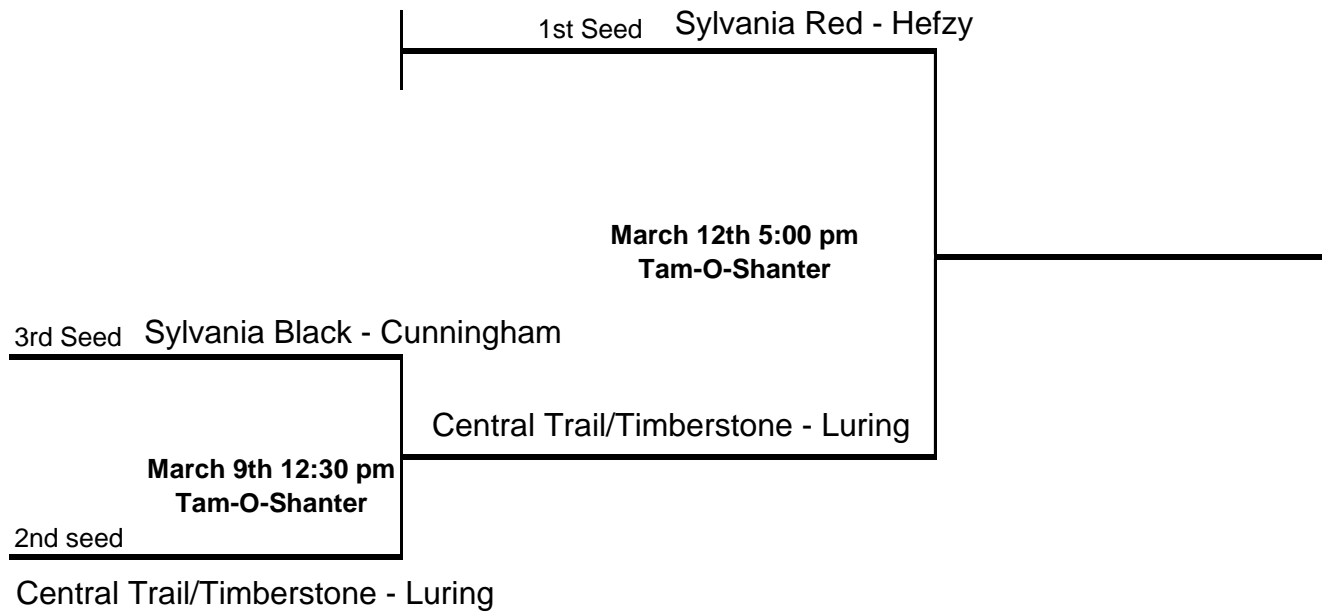 1st Seed Sylvania Red - Hefzy
March 12th 5:00 pm
Tam-O-Shanter
3rd Seed Sylvania Black - Cunningham
Central Trail/Timberstone - Luring
March 9th 12:30 pm
Tam-O-Shanter
2nd seed
Central Trail/Timberstone - Luring